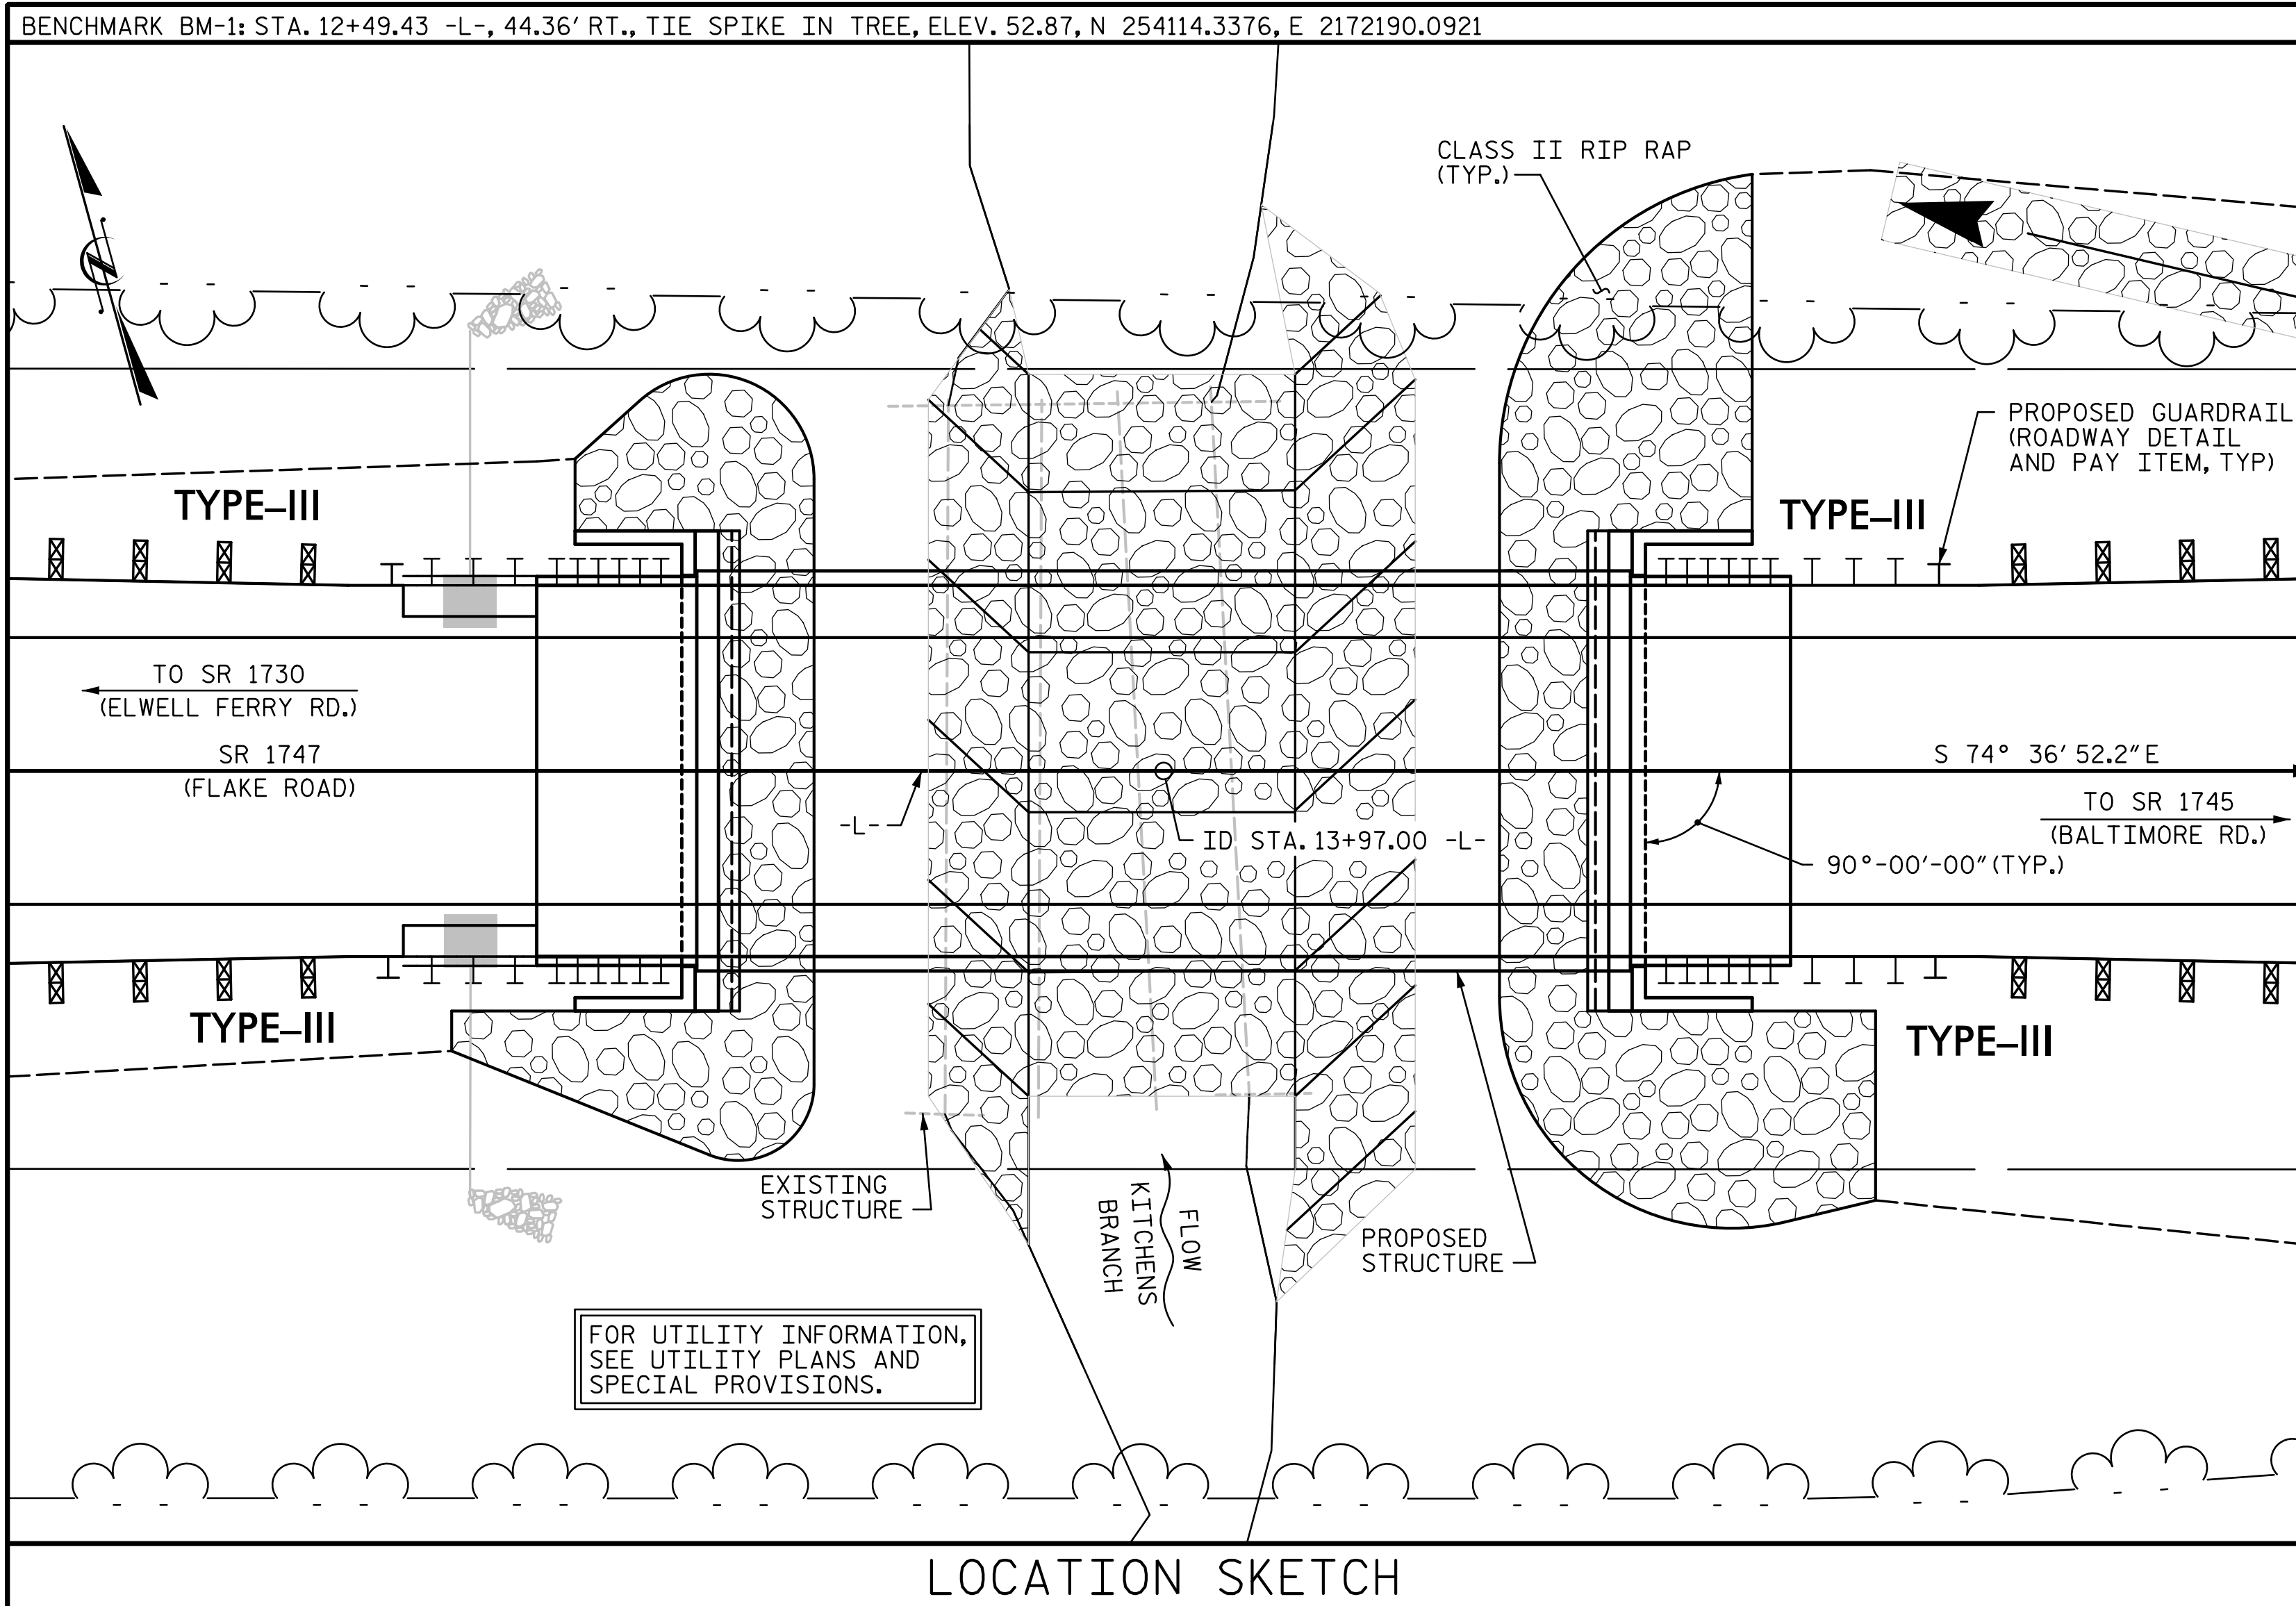 BENCHMARK BM-1: STA. 12+49.43 -L-, 44.36' RT., TIE SPIKE IN TREE, ELEV. 52.87, N 254114.3376, E 2172190.0921
CLASS II RIP RAP
(TYP.)
N
PROPOSED GUARDRAIL
(ROADWAY DETAIL
AND PAY ITEM, TYP)
TYPE-III
TYPE-III
TO SR 1730
(ELWELL FERRY RD.)
SR 1747
(FLAKE ROAD)
S 74° 36' 52.2" E
TO SR 1745
(BALTIMORE RD.)
-L-
ID STA. 13+97.00 -L-
90°-00'-00" (TYP.)
TYPE-III
TYPE-III
EXISTING
STRUCTURE
FLOW
KITCHENS
BRANCH
PROPOSED
STRUCTURE
FOR UTILITY INFORMATION,
SEE UTILITY PLANS AND
SPECIAL PROVISIONS.
LOCATION SKETCH